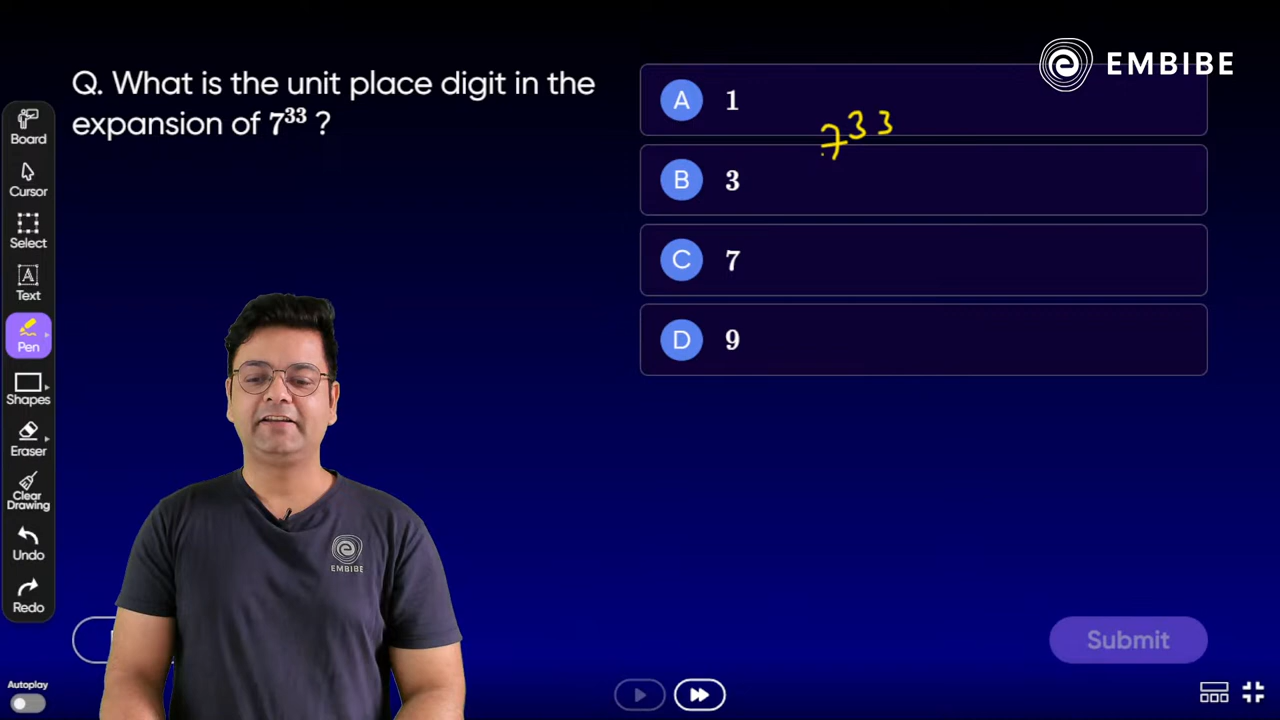 EMBIBE
Q. What is the unit place digit in the
expansion of 7³³ ?
A 1
7³³
B 3
C 7
D 9
Board
Cursor
Select
Text
Pen
Shapes
Eraser
Clear
Drawing
Undo
Redo
EMBIBE
Submit
Autoplay